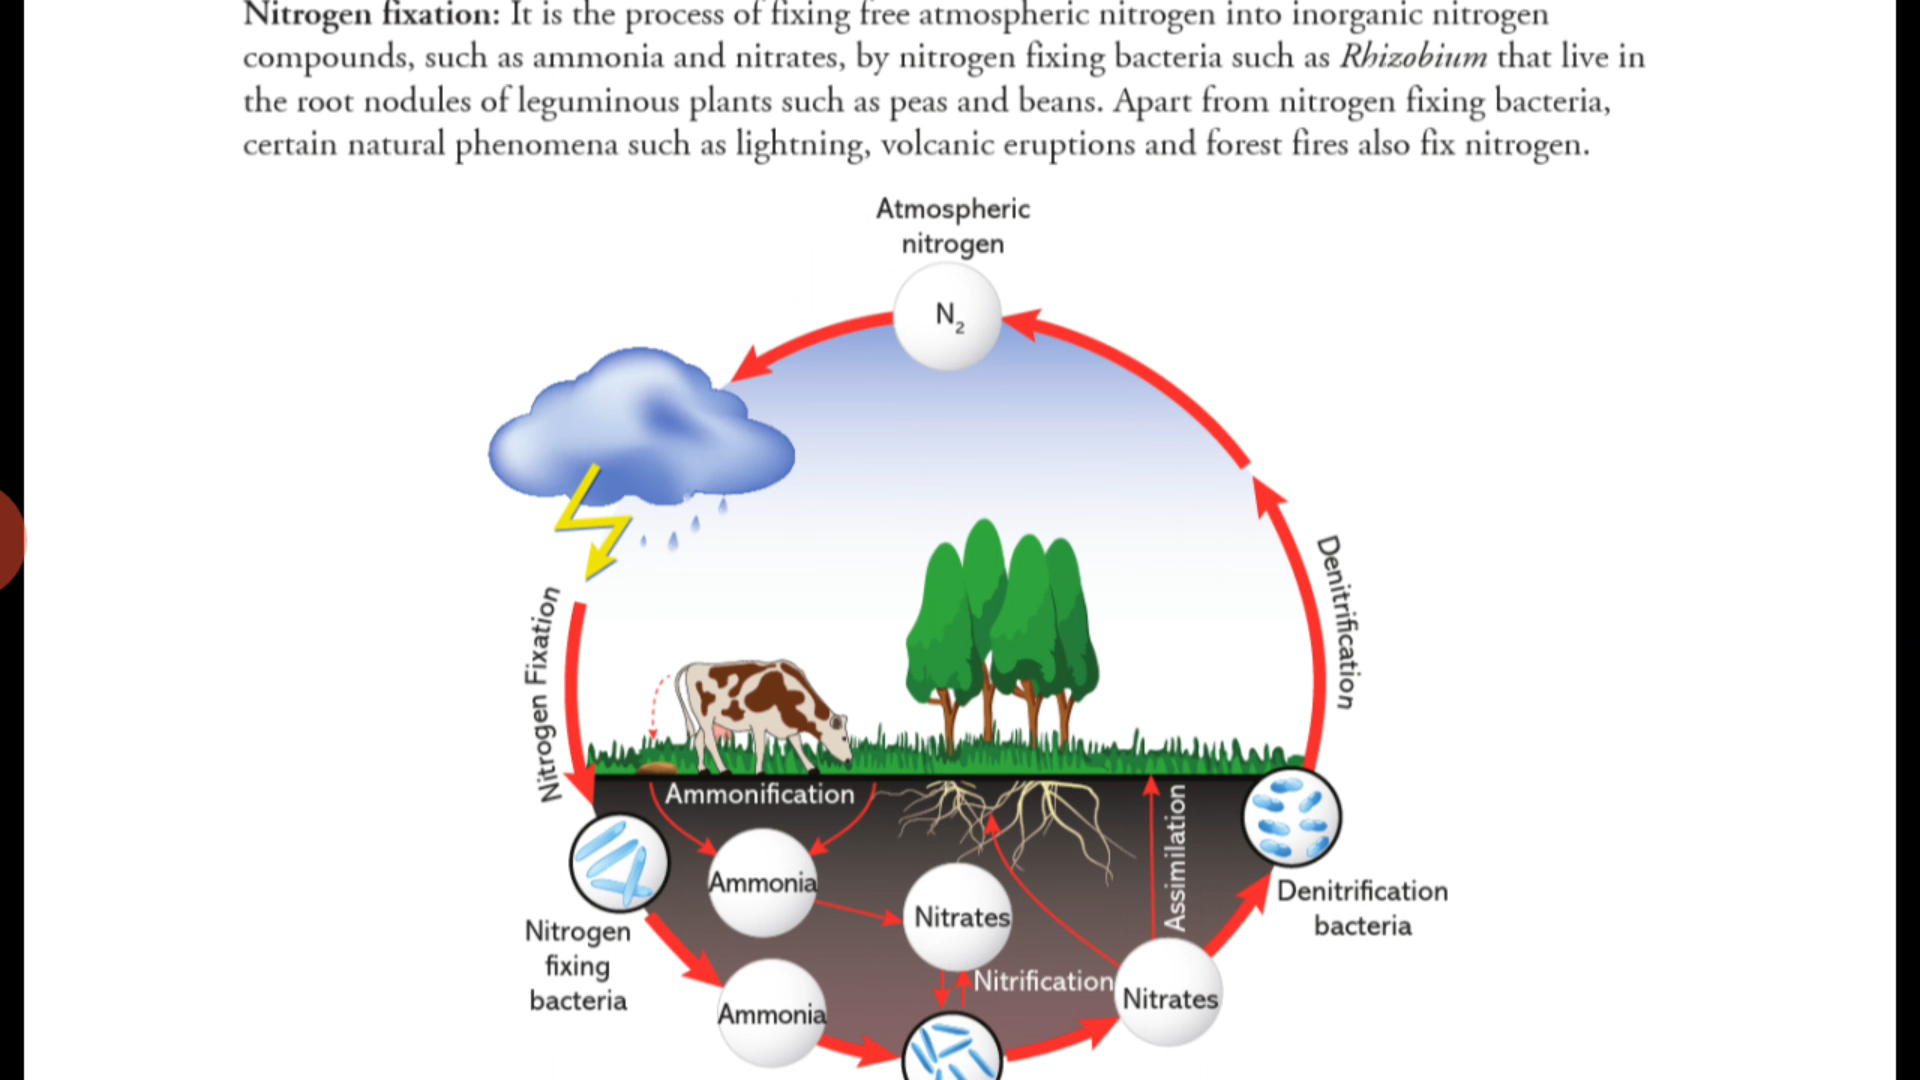 Nitrogen fixation: It is the process of fixing free atmospheric nitrogen into inorganic nitrogen
compounds, such as ammonia and nitrates, by nitrogen fixing bacteria such as Rhizobium that live in
the root nodules of leguminous plants such as peas and beans. Apart from nitrogen fixing bacteria,
certain natural phenomena such as lightning, volcanic eruptions and forest fires also fix nitrogen.
Atmospheric
nitrogen
N₂
Nitrogen Fixation
Denitrification
Ammonification
Assimilation
Ammonia
Nitrates
Denitrification
bacteria
Nitrogen
fixing
bacteria
Nitrification
Nitrates
Ammonia